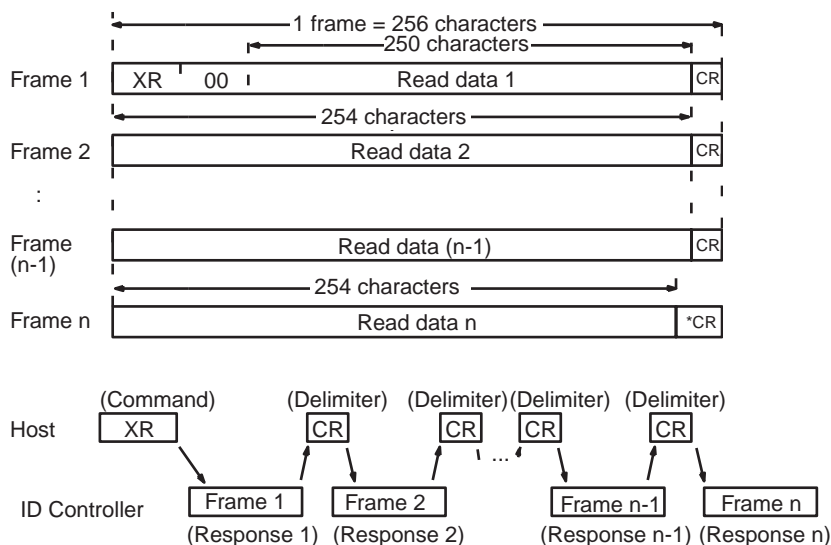 1 frame = 256 characters
250 characters
Frame 1 XR 00 Read data 1 CR
254 characters
Frame 2 Read data 2 CR
:
Frame (n-1) Read data (n-1) CR
254 characters
Frame n Read data n *CR
(Command) (Delimiter) (Delimiter) (Delimiter) (Delimiter)
Host XR CR CR ... CR CR
ID Controller Frame 1 Frame 2 Frame n-1 Frame n
(Response 1) (Response 2) (Response n-1) (Response n)